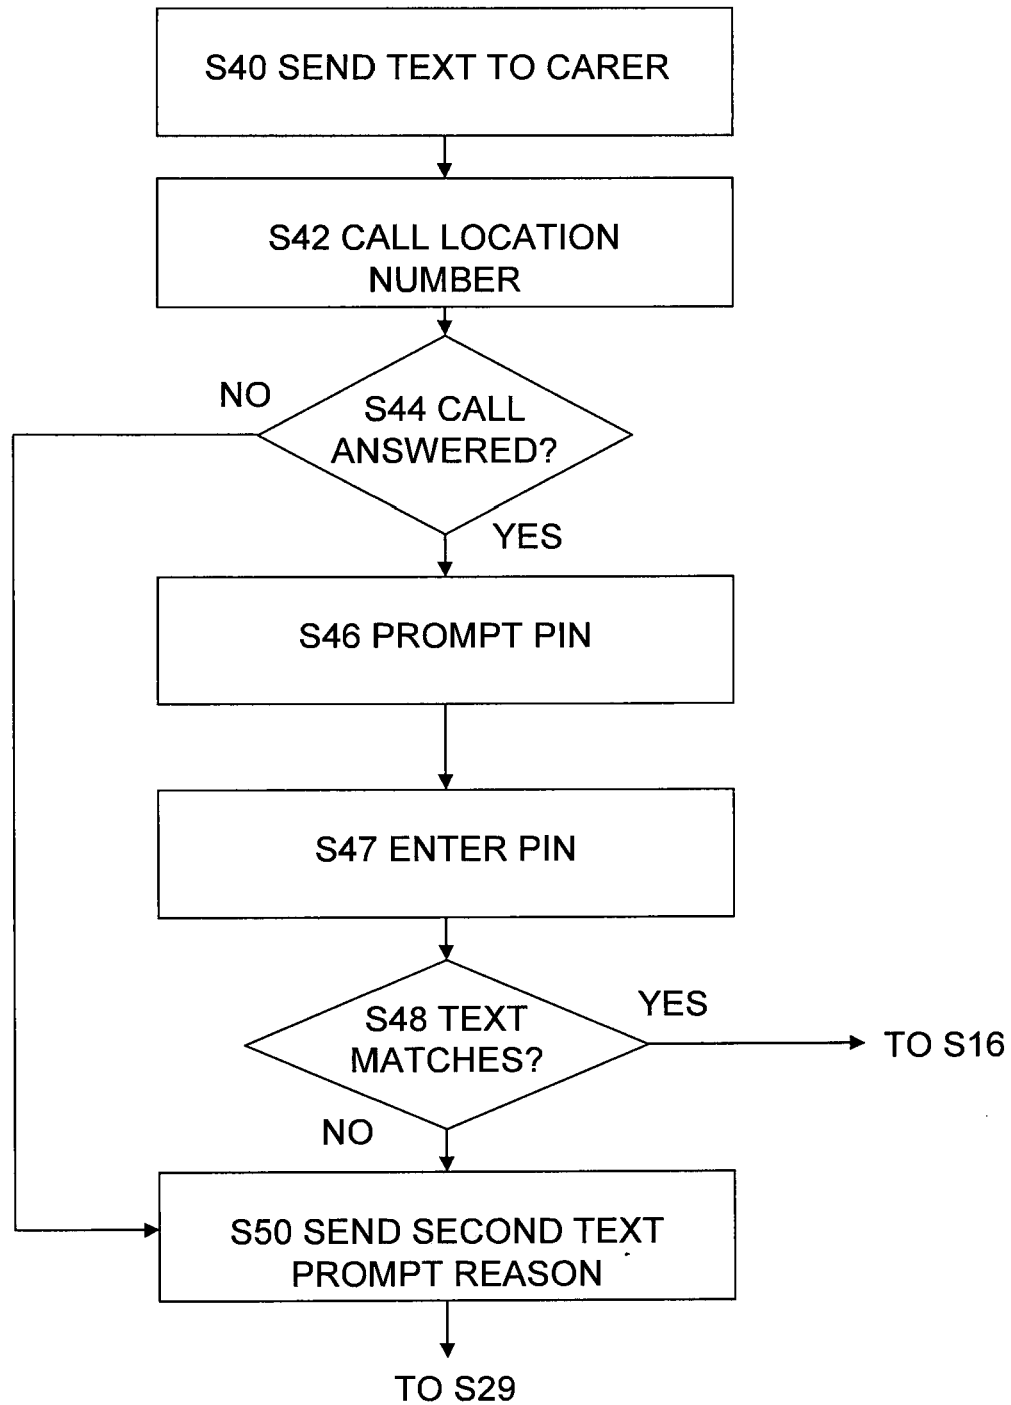 S40 SEND TEXT TO CARER
S42 CALL LOCATION
NUMBER
NO
S44 CALL
ANSWERED?
YES
S46 PROMPT PIN
S47 ENTER PIN
S48 TEXT
MATCHES?
YES
TO S16
NO
S50 SEND SECOND TEXT
PROMPT REASON
TO S29